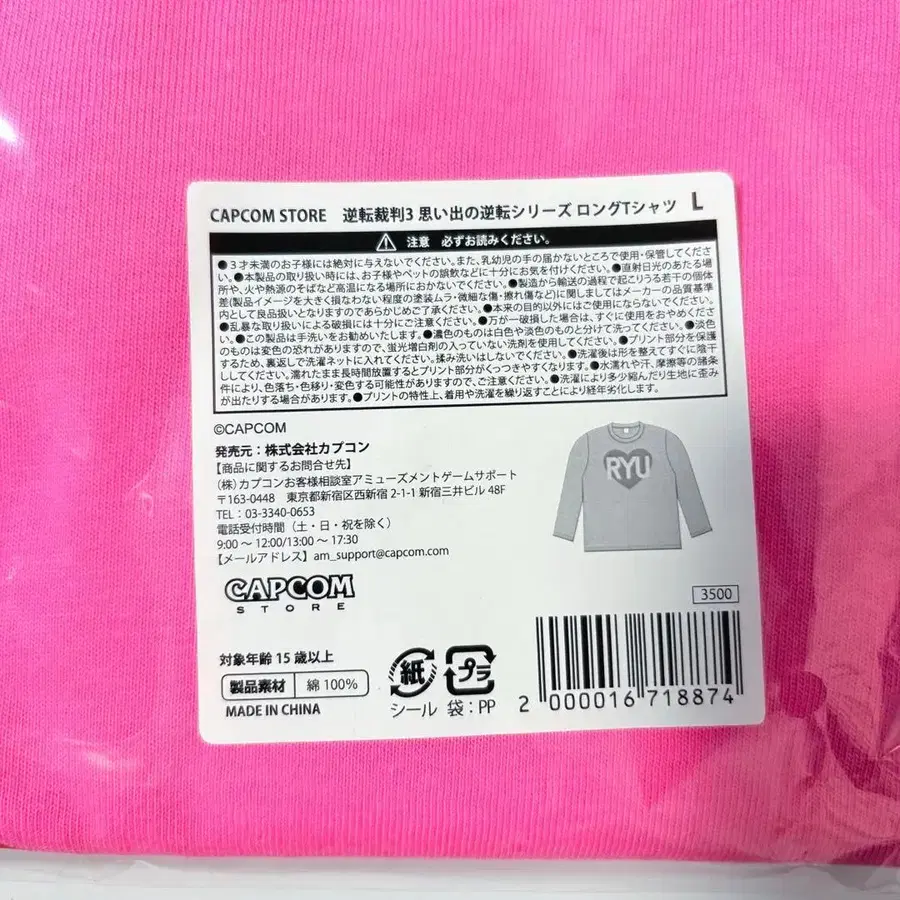 CAPCOM STORE 逆転裁判3 思い出の逆転シリーズ ロングTシャツ L
注意 必ずお読みください。
●3才未満のお子様には絶対に与えないでください。また、乳幼児の手の届かないところで使用・保管してくださ
い。●本製品の取り扱い時には、お子様やペットの誤飲などに十分にお気を付けください。●直射日光のあたる場
所や、火や熱源のそばなど高温になる場所におかないでください。●製造から輸送の過程で起こりうる若干の個体
差(製品イメージを大きく損なわない程度の塗装ムラ・微細な傷・擦れ傷など)に関しましてはメーカーの品質基準
内として良品扱いとなりますのであらかじめご了承ください。●本来の目的以外にはご使用にならないでください。
●乱暴な取り扱いによる破損には十分にご注意ください。●万が一破損した場合は、すぐに使用をおやめくださ
い。●この製品は手洗いをお勧めいたします。●濃色のものは白色や淡色のものと分けて洗ってください。●淡色
のものは変色の恐れがありますので、蛍光増白剤の入っていない洗剤を使用してください。●プリント部分を保護
するため、裏返しで洗濯ネットに入れてください。揉み洗いはしないでください。●洗濯後は形を整えてすぐに陰干
ししてください。濡れたまま長時間放置するとプリント部分がくっつきやすくなります。●水濡れや汗、摩擦等の諸条
件により、色落ち・色移り・変色する可能性がありますので、ご注意ください。●洗濯により多少縮んだり生地に歪み
が出たりする場合があります。●プリントの特性上、着用や洗濯を繰り返すことにより経年劣化します。
©CAPCOM
発売元：株式会社カプコン
【商品に関するお問合せ先】
(株)カプコンお客様相談室アミューズメントゲームサポート
〒163-0448 東京都新宿区西新宿 2-1-1 新宿三井ビル 48F
TEL：03-3340-0653
電話受付時間（土・日・祝を除く）
9:00 ～ 12:00/13:00 ～ 17:30
【メールアドレス】am_support@capcom.com
RYU
CAPCOM
STORE
3500
対象年齢 15 歳以上
製品素材 綿 100%
MADE IN CHINA
紙
シール
プラ
袋：PP
2 000016 718874